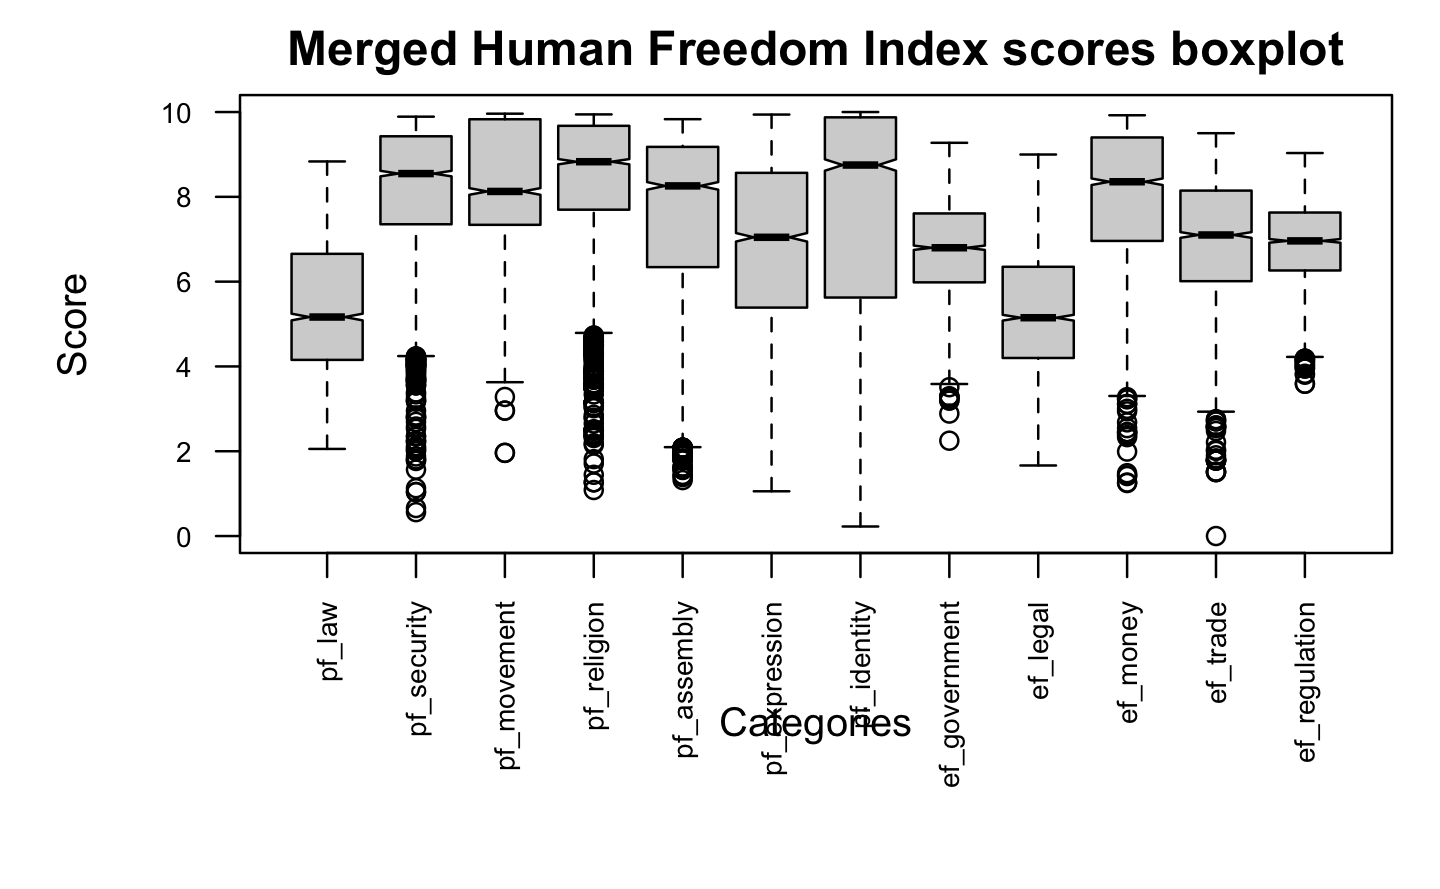 Merged Human Freedom Index scores boxplot
Score
10
8
6
4
2
0
pf_law
pf_security
pf_movement
pf_religion
pf_assembly
pf_expression
pf_identity
ef_government
ef_legal
ef_money
ef_trade
ef_regulation
Categories